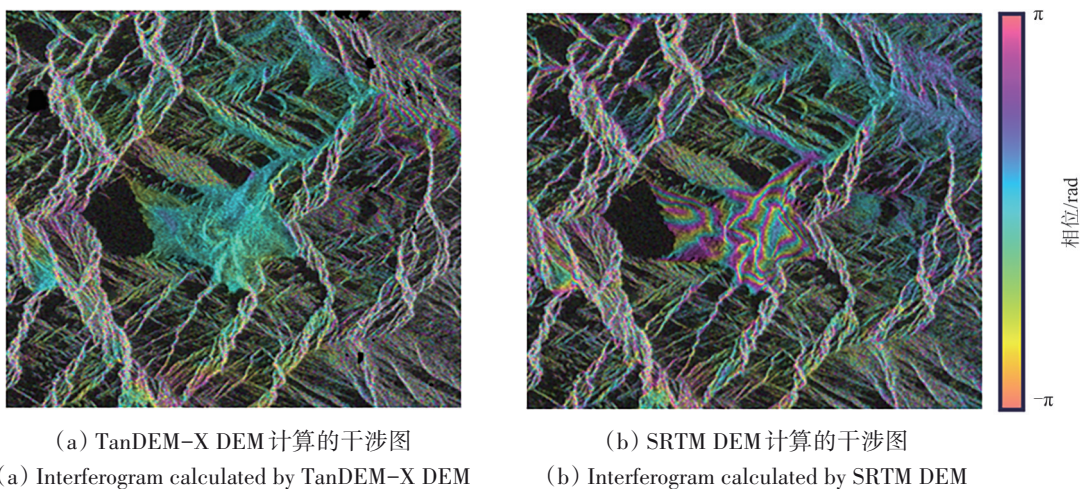 π
相位/rad
−π
(a) TanDEM-X DEM计算的干涉图
(b) SRTM DEM计算的干涉图
(a) Interferogram calculated by TanDEM-X DEM
(b) Interferogram calculated by SRTM DEM